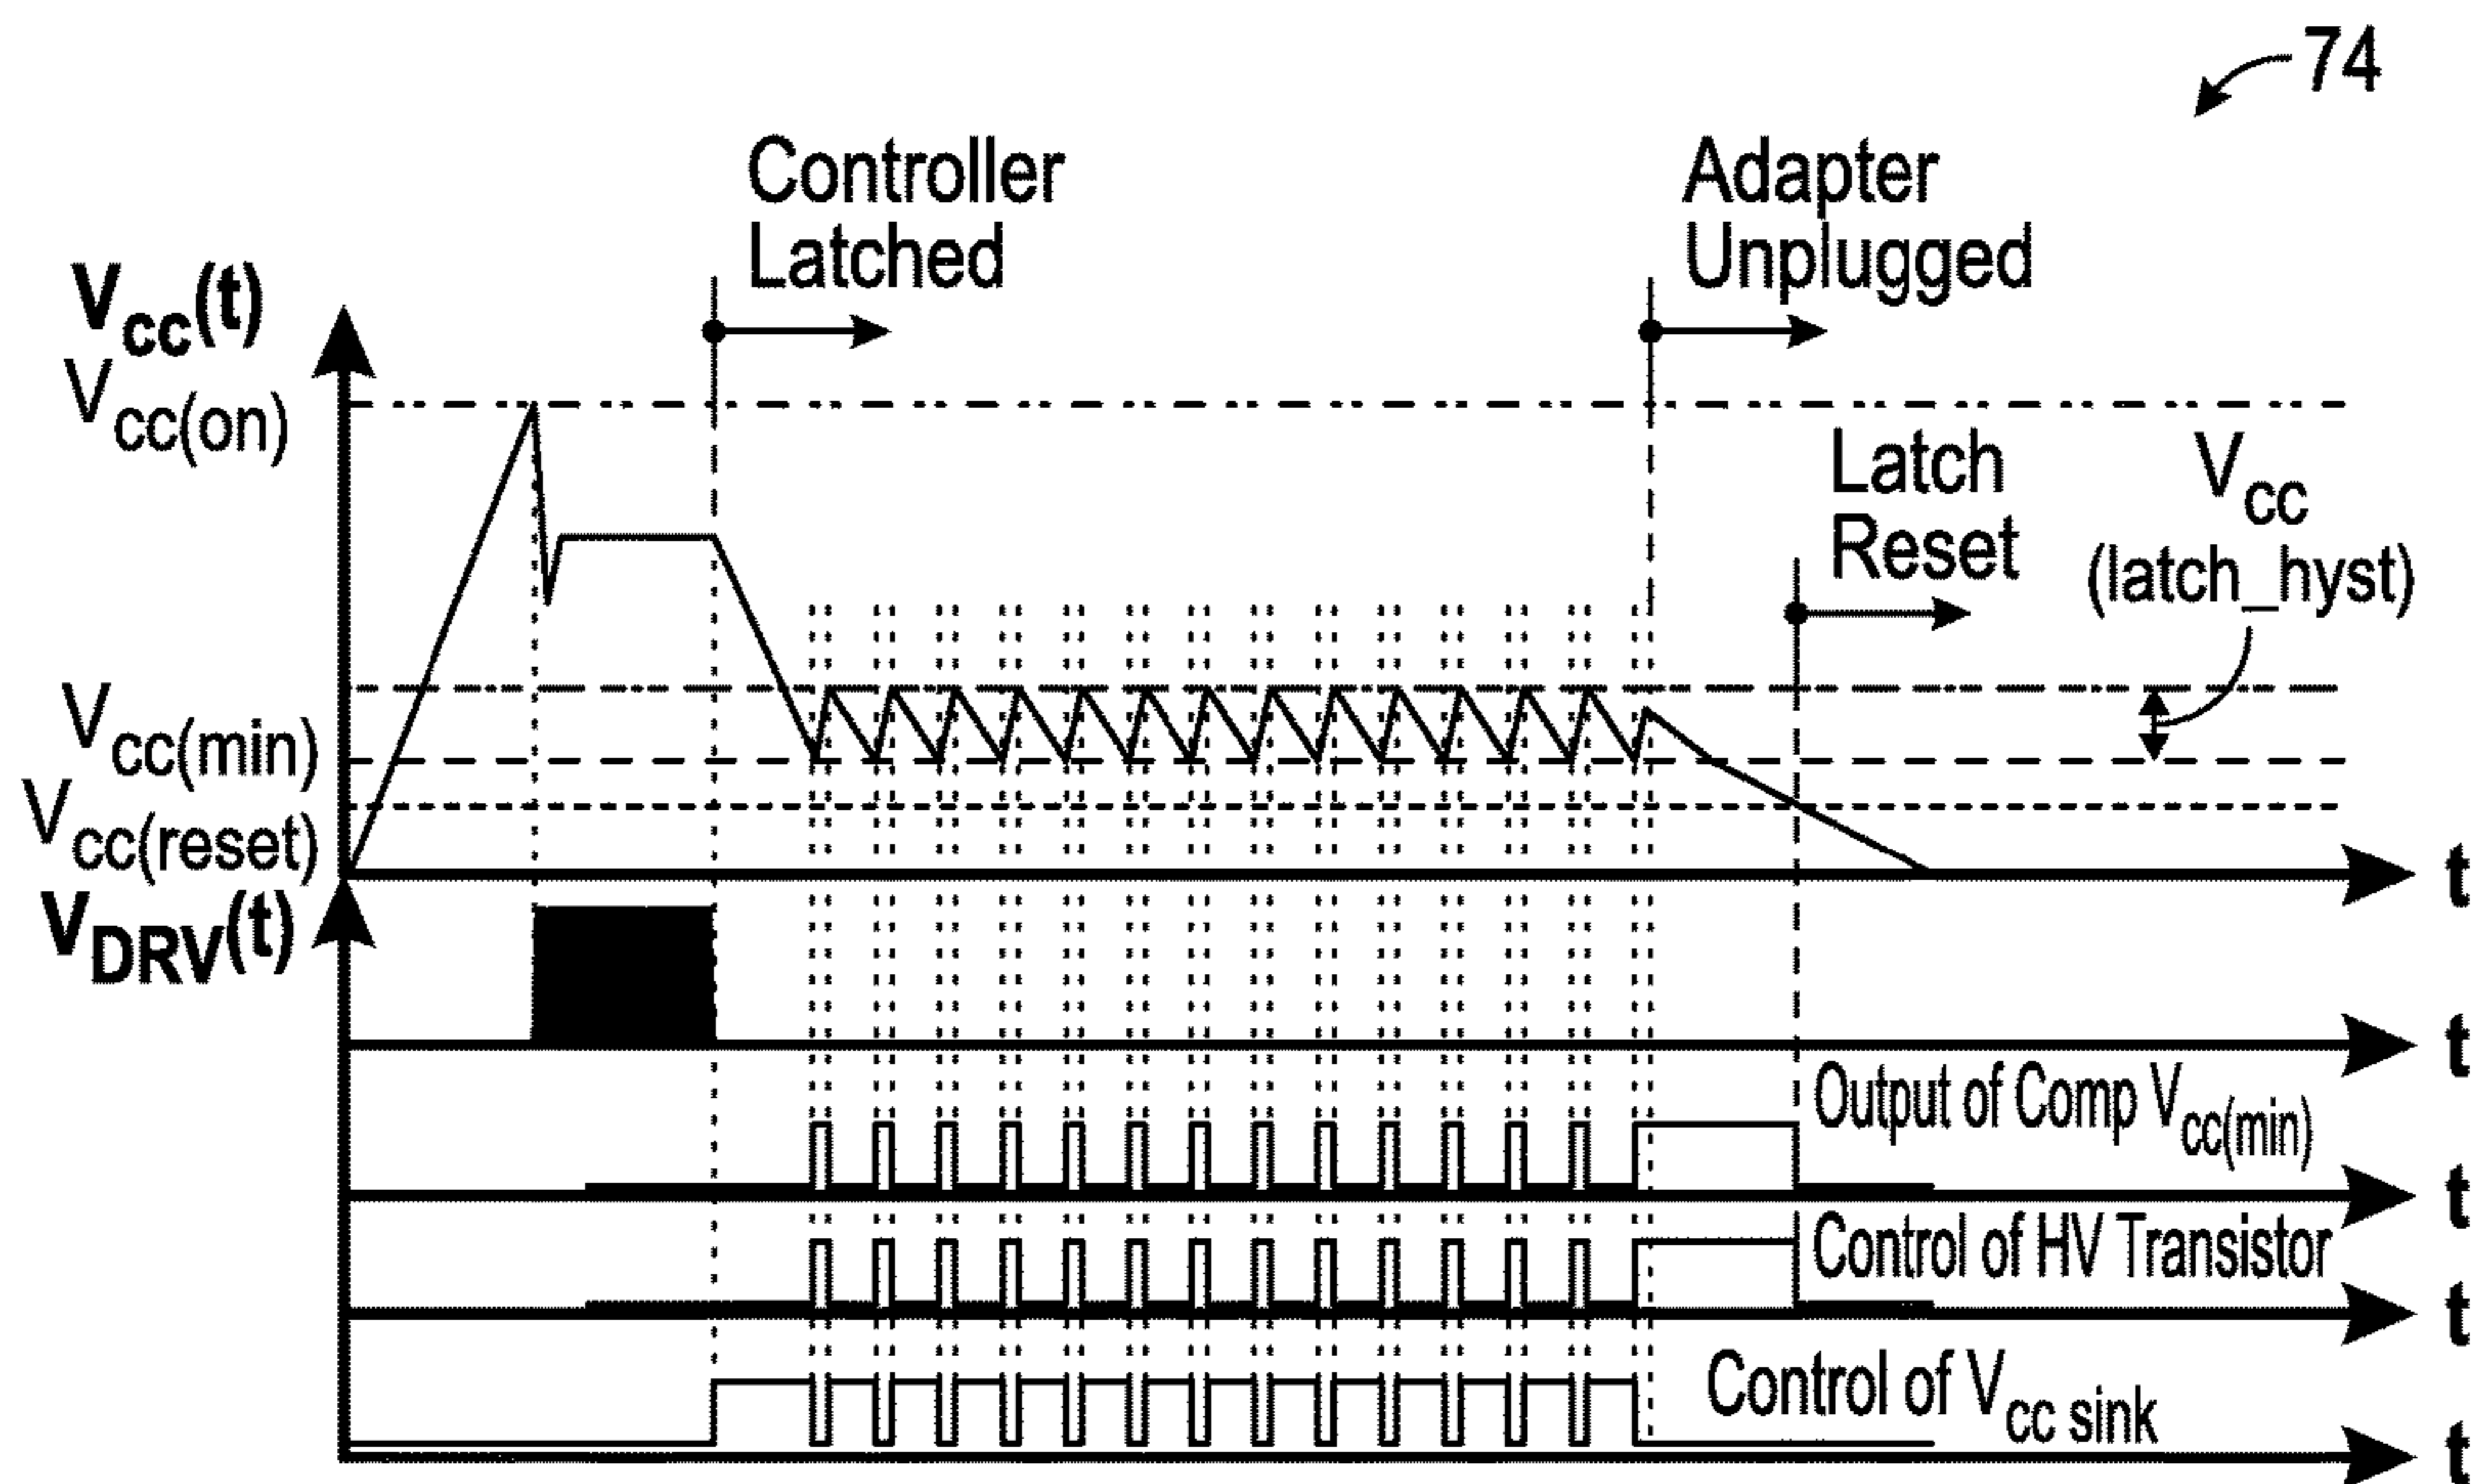 74
Controller
Latched
Adapter
Unplugged
Vcc(t)
Vcc(on)
Latch
Reset
Vcc
(latch_hyst)
Vcc(min)
Vcc(reset)
t
VDRV(t)
t
Output of Comp Vcc(min)
t
Control of HV Transistor
t
Control of Vcc sink
t